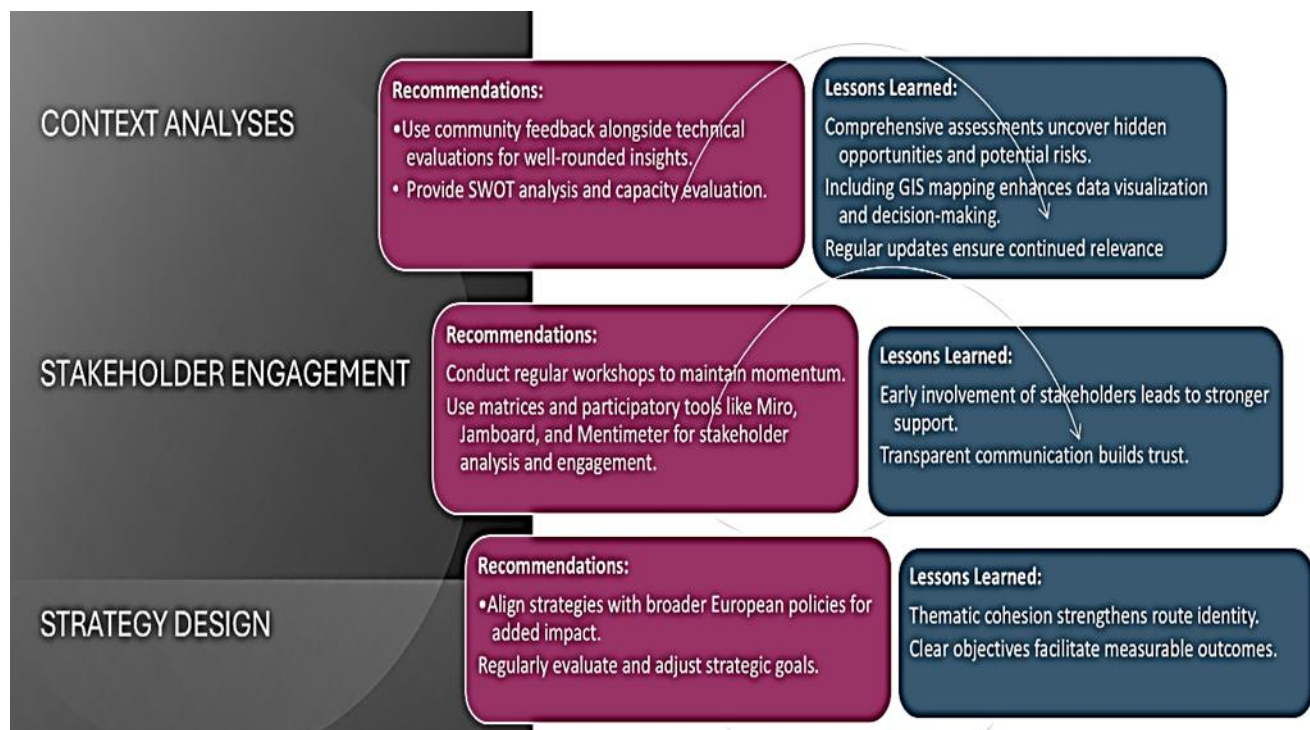 CONTEXT ANALYSES
Recommendations:
•Use community feedback alongside technical
evaluations for well-rounded insights.
• Provide SWOT analysis and capacity evaluation.
Lessons Learned:
Comprehensive assessments uncover hidden
opportunities and potential risks.
Including GIS mapping enhances data visualization
and decision-making.
Regular updates ensure continued relevance
STAKEHOLDER ENGAGEMENT
Recommendations:
Conduct regular workshops to maintain momentum.
Use matrices and participatory tools like Miro,
Jamboard, and Mentimeter for stakeholder
analysis and engagement.
Lessons Learned:
Early involvement of stakeholders leads to stronger
support.
Transparent communication builds trust.
STRATEGY DESIGN
Recommendations:
•Align strategies with broader European policies for
added impact.
Regularly evaluate and adjust strategic goals.
Lessons Learned:
Thematic cohesion strengthens route identity.
Clear objectives facilitate measurable outcomes.